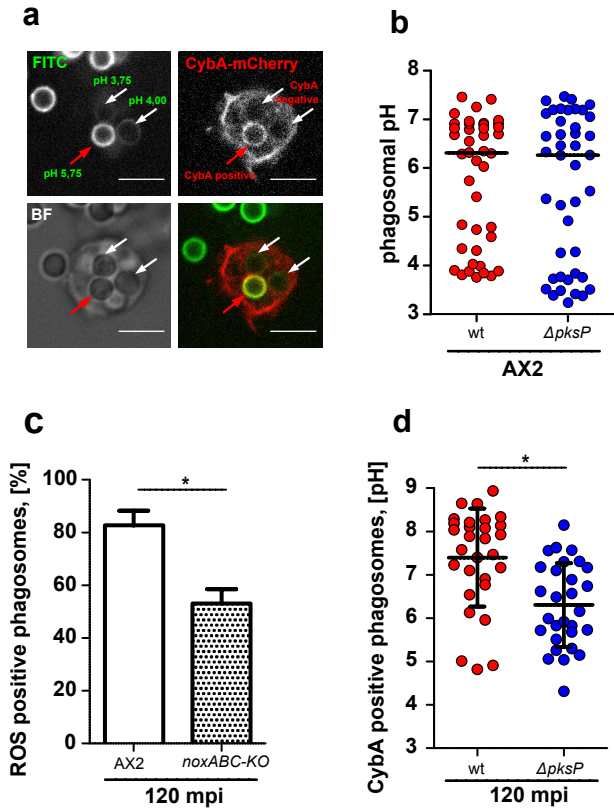 a
FITC
pH 3,75
pH 4,00
pH 5,75
CybA-mCherry
CybA
negative
CybA positive
BF
b
phagosomal pH
8
7
6
5
4
3
wt
ΔpksP
AX2
c
ROS positive phagosomes, [%]
100
80
60
40
20
0
*
AX2
noxABC-KO
120 mpi
d
CybA positive phagosomes, [pH]
9
8
7
6
5
4
3
*
wt
ΔpksP
120 mpi